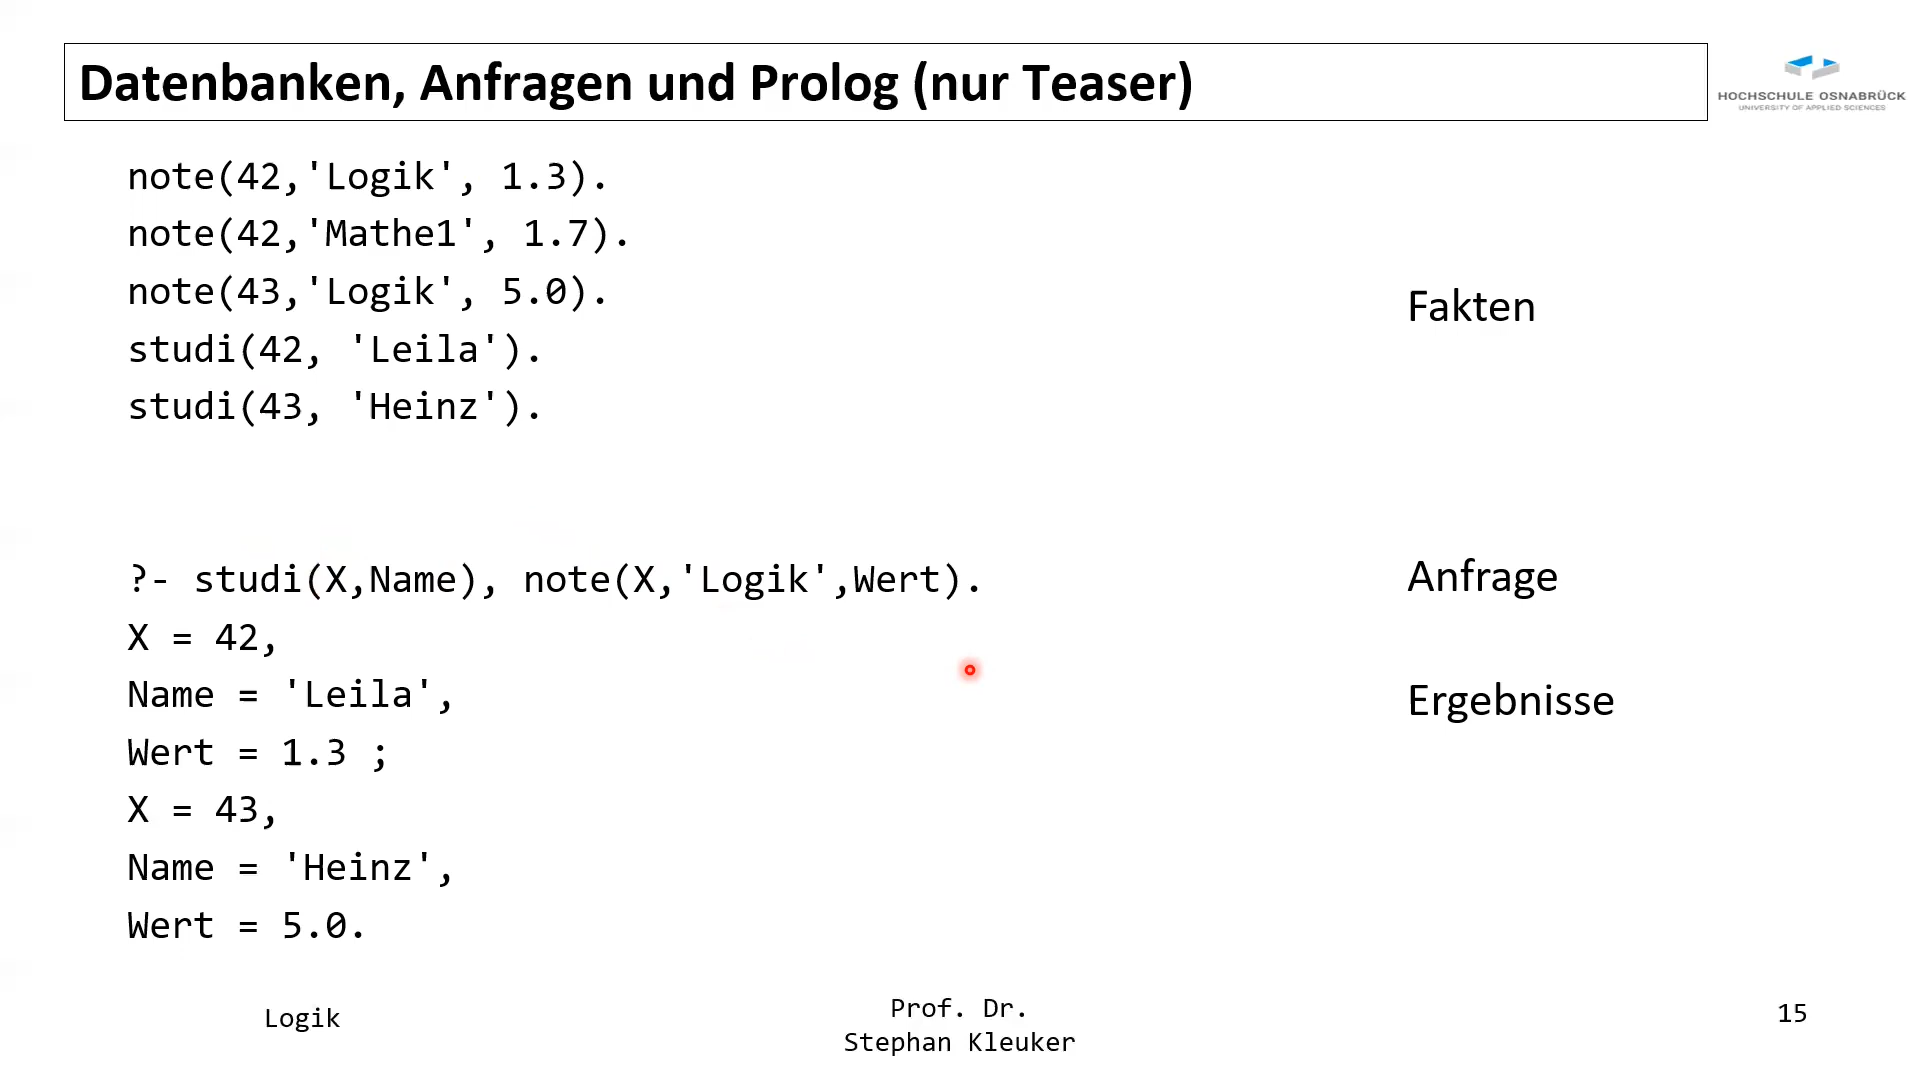 Datenbanken, Anfragen und Prolog (nur Teaser)
HOCHSCHULE OSNABRÜCK
UNIVERSITY OF APPLIED SCIENCES
note(42,'Logik', 1.3).
note(42,'Mathe1', 1.7).
note(43,'Logik', 5.0).
studi(42, 'Leila').
studi(43, 'Heinz').
Fakten
?- studi(X,Name), note(X,'Logik',Wert).
Anfrage
X = 42,
Name = 'Leila',
Wert = 1.3 ;
X = 43,
Name = 'Heinz',
Wert = 5.0.
Ergebnisse
Logik
Prof. Dr.
Stephan Kleuker
15